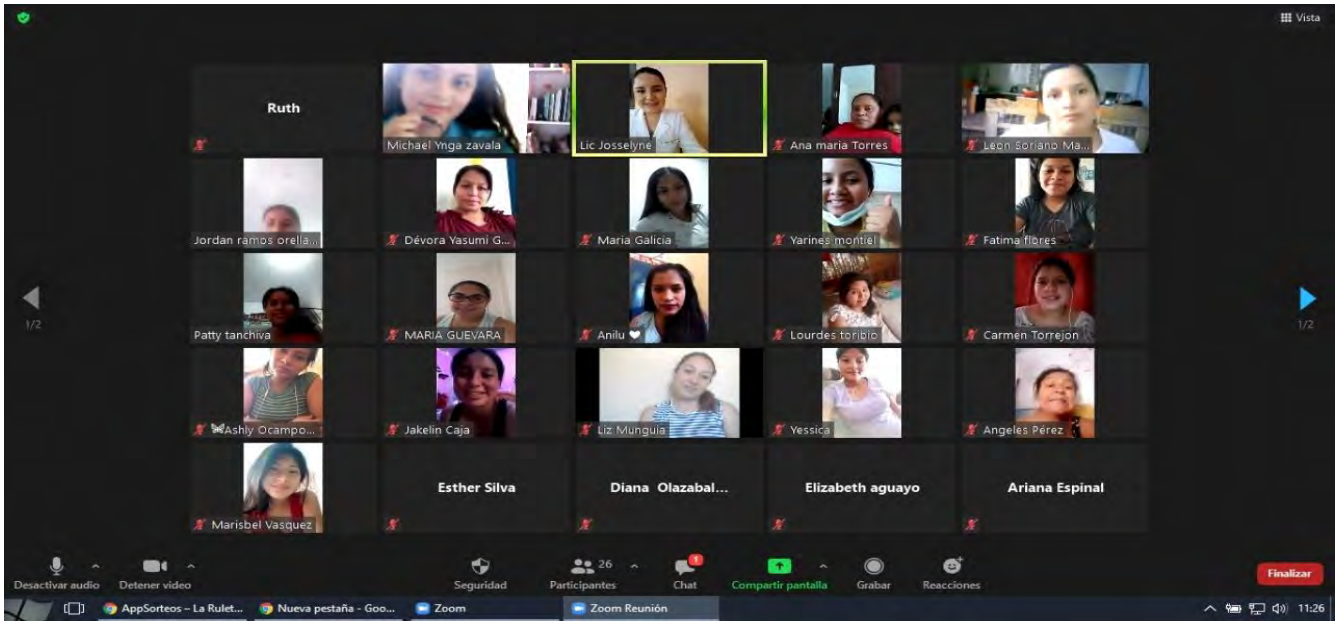 Vista
Ruth
Michael Ynga zavala
Lic Josselyne
Ana maria Torres
Leon Soriano Ma...
Jordan ramos orella...
Dévora Yasumi G...
Maria Galicia
Yarines montiel
Fatima flores
Patty tanchiva
MARIA GUEVARA
Anilu
Lourdes toribio
Carmen Torrejon
1/2
1/2
Ashly Ocampo...
Jakelin Caja
Liz Munguia
Yessica
Angeles Pérez
Marisbel Vasquez
Esther Silva
Diana Olazabal...
Elizabeth aguayo
Ariana Espinal
Desactivar audio
Detener video
Seguridad
26
Participantes
1
Chat
Compartir pantalla
Grabar
Reacciones
Finalizar
AppSorteos – La Rulet...
Nueva pestaña - Goo...
Zoom
Zoom Reunión
11:26